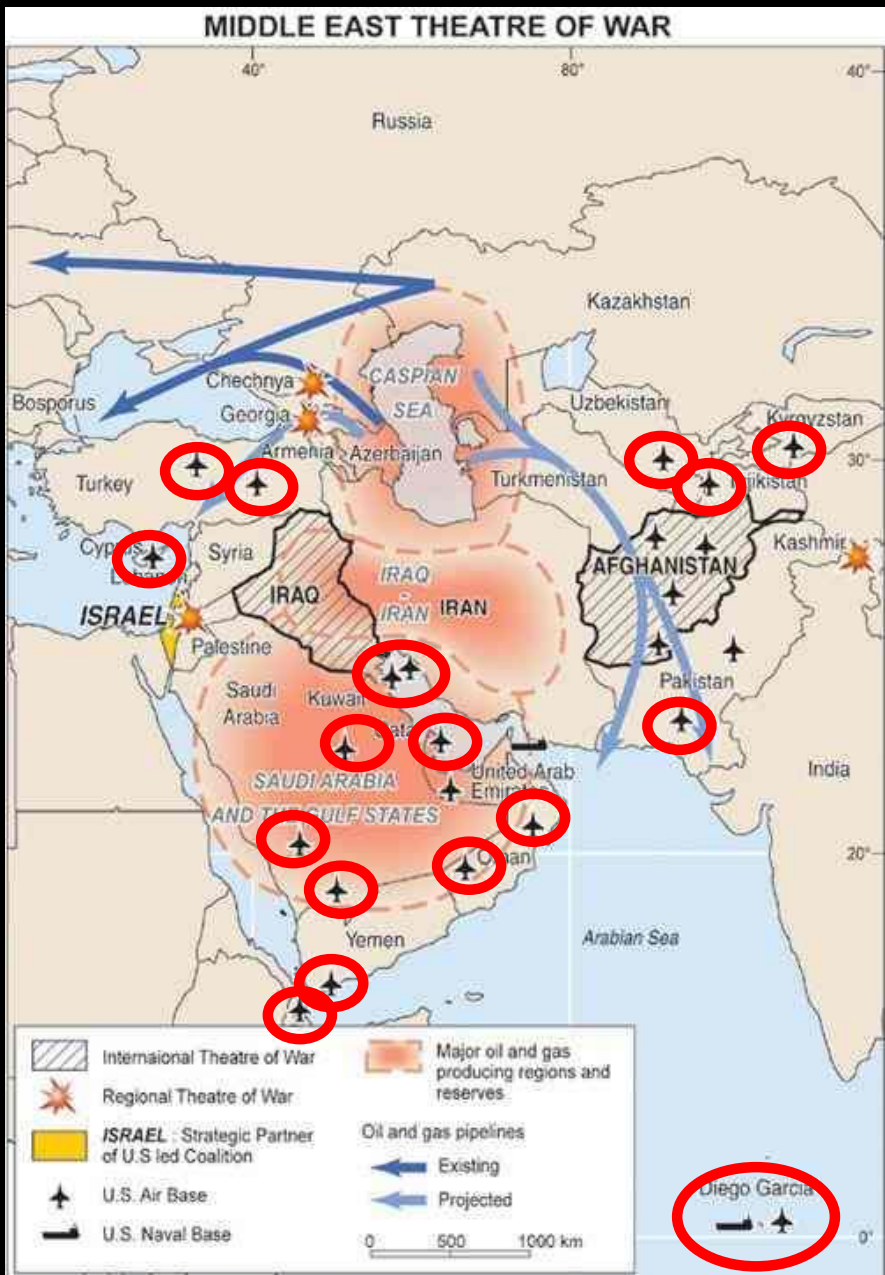 MIDDLE EAST THEATRE OF WAR
40°
80°
40°
Russia
Kazakhstan
CASPIAN
SEA
Chechnya
Bosporus
Georgia
Uzbekistan
Kyrgyzstan
Armenia
Azerbaijan
30°
Turkey
Turkmenistan
Tajikistan
Cyprus
Syria
Kashmir
Lebanon
AFGHANISTAN
IRAQ
IRAQ
-
IRAN
IRAN
ISRAEL
Palestine
Saudi
Arabia
Kuwait
Pakistan
Qatar
United Arab
Emirates
India
SAUDI ARABIA
AND THE GULF STATES
Oman
20°
Yemen
Arabian Sea
Internaional Theatre of War
Regional Theatre of War
ISRAEL : Strategic Partner
of U.S led Coalition
U.S. Air Base
U.S. Naval Base
Major oil and gas
producing regions and
reserves
Oil and gas pipelines
Existing
Projected
0 500 1000 km
Diego Garcia
0°